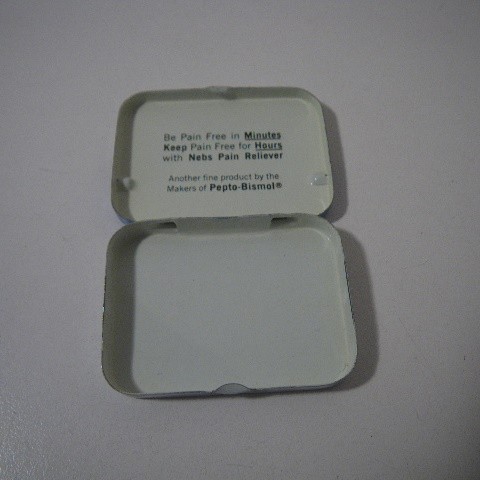 Be Pain Free in Minutes
Keep Pain Free for Hours
with Nebs Pain Reliever
Another fine product by the
Makers of Pepto-Bismol®